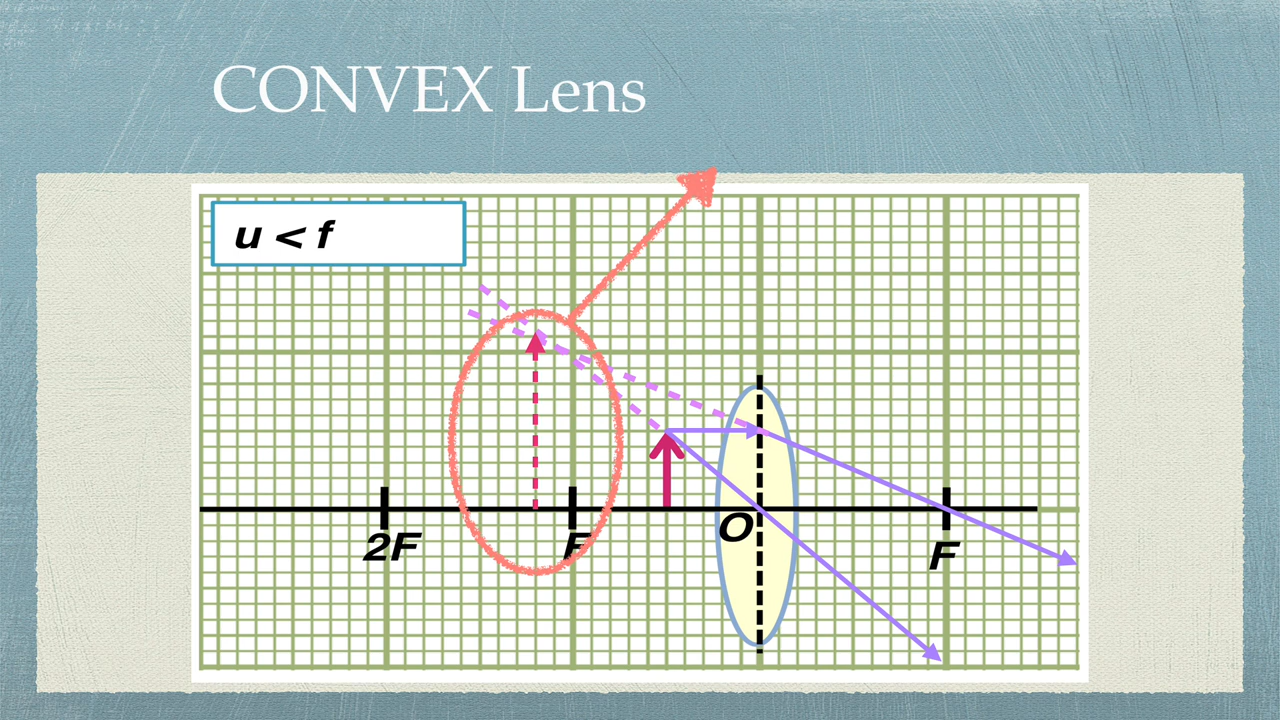 CONVEX Lens
u < f
2F
F
O
F